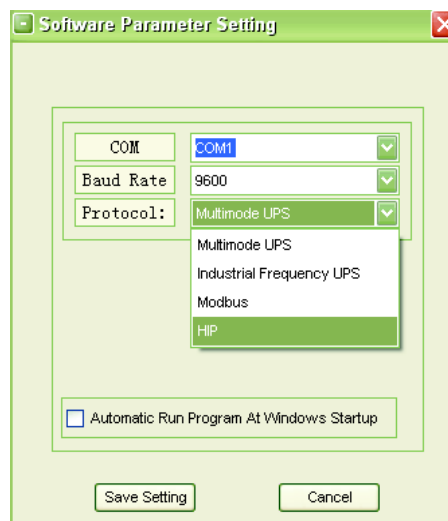 Software Parameter Setting
COM COM1
Baud Rate 9600
Protocol: Multimode UPS
Multimode UPS
Industrial Frequency UPS
Modbus
HIP
Automatic Run Program At Windows Startup
Save Setting Cancel